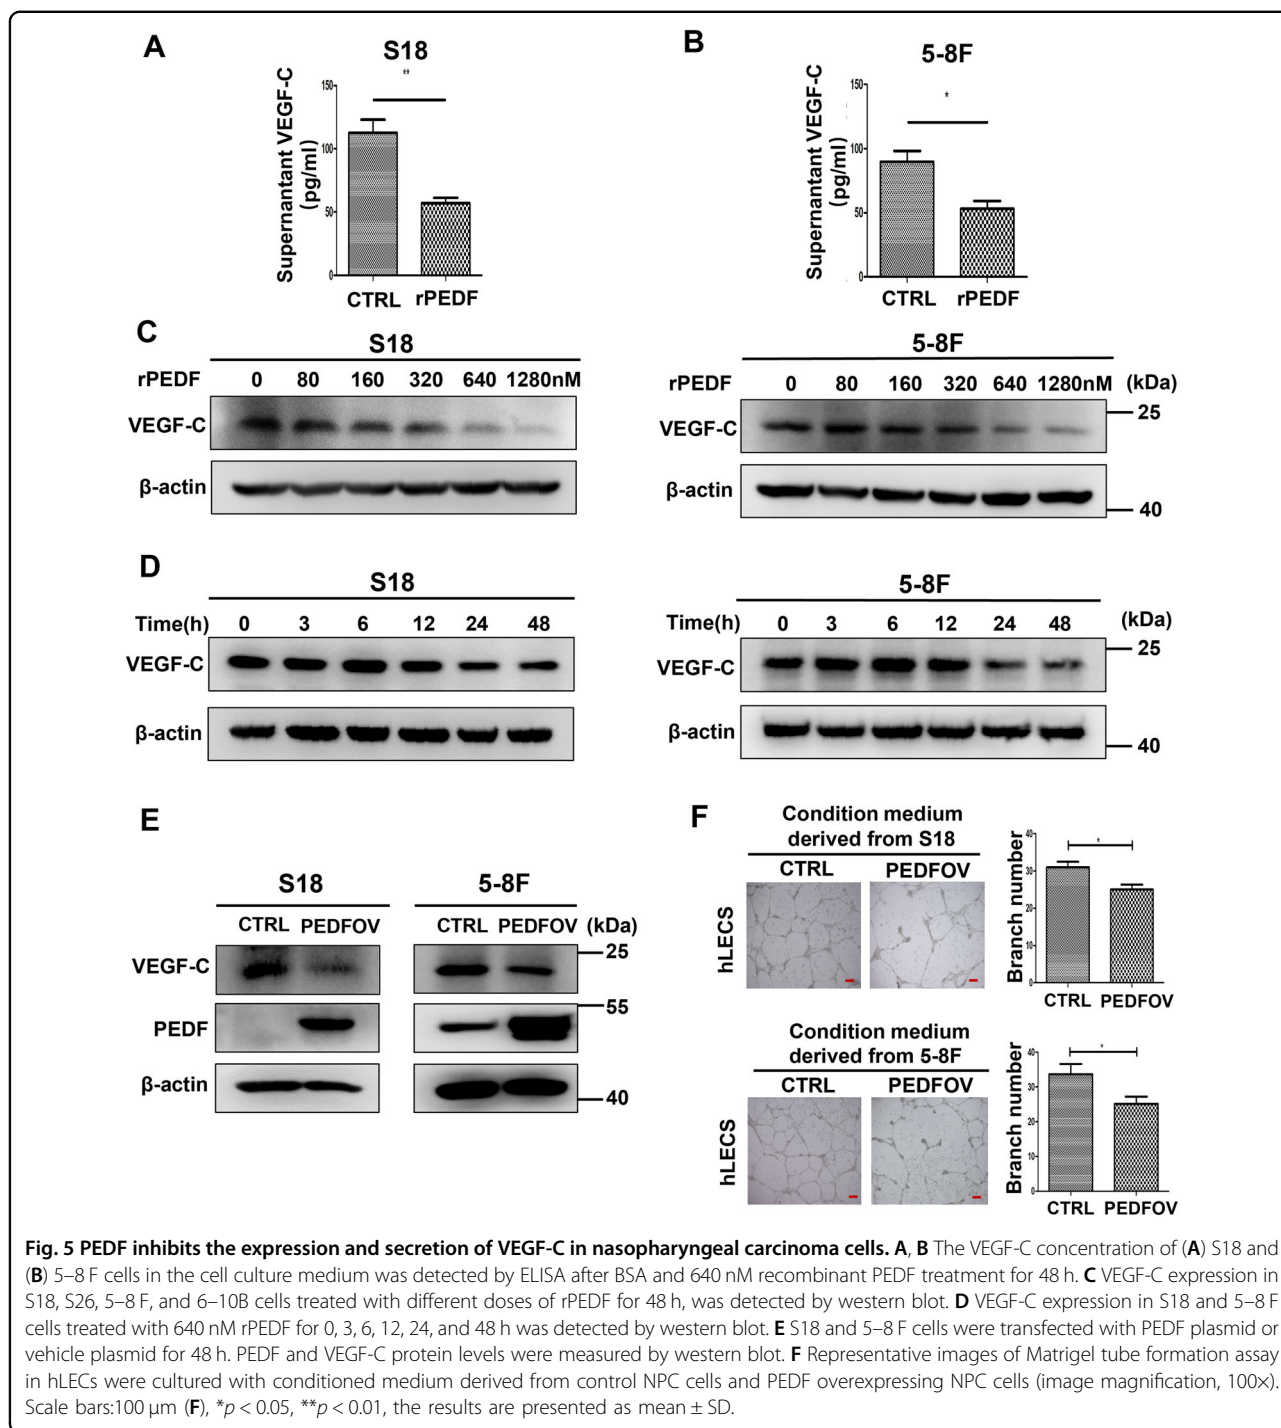 A
S18
**
Supernantant VEGF-C
(pg/ml)
150
100
50
0
CTRL rPEDF
B
5-8F
*
Supernantant VEGF-C
(pg/ml)
150
100
50
0
CTRL rPEDF
C
S18
rPEDF 0 80 160 320 640 1280nM
VEGF-C
β-actin
5-8F
rPEDF 0 80 160 320 640 1280nM (kDa)
VEGF-C
25
β-actin
40
D
S18
Time(h) 0 3 6 12 24 48
VEGF-C
β-actin
5-8F
Time(h) 0 3 6 12 24 48 (kDa)
VEGF-C
25
β-actin
40
E
S18 5-8F
CTRL PEDFOV CTRL PEDFOV (kDa)
VEGF-C
25
PEDF
55
β-actin
40
F
Condition medium
derived from S18
CTRL PEDFOV
hLECS
Branch number
40
30
20
10
0
*
CTRL PEDFOV
Condition medium
derived from 5-8F
CTRL PEDFOV
hLECS
Branch number
40
30
20
10
0
*
CTRL PEDFOV
Fig. 5 PEDF inhibits the expression and secretion of VEGF-C in nasopharyngeal carcinoma cells. A, B The VEGF-C concentration of (A) S18 and
(B) 5–8 F cells in the cell culture medium was detected by ELISA after BSA and 640 nM recombinant PEDF treatment for 48 h. C VEGF-C expression in
S18, S26, 5–8 F, and 6–10B cells treated with different doses of rPEDF for 48 h, was detected by western blot. D VEGF-C expression in S18 and 5–8 F
cells treated with 640 nM rPEDF for 0, 3, 6, 12, 24, and 48 h was detected by western blot. E S18 and 5–8 F cells were transfected with PEDF plasmid or
vehicle plasmid for 48 h. PEDF and VEGF-C protein levels were measured by western blot. F Representative images of Matrigel tube formation assay
in hLECs were cultured with conditioned medium derived from control NPC cells and PEDF overexpressing NPC cells (image magnification, 100×).
Scale bars:100 μm (F), *p < 0.05, **p < 0.01, the results are presented as mean ± SD.